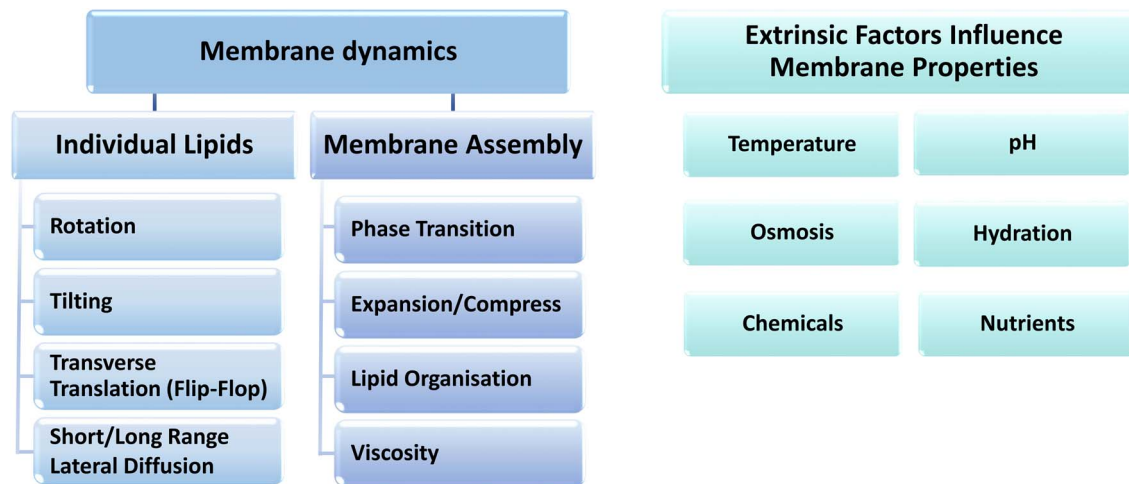 Membrane dynamics
Individual Lipids
Rotation
Tilting
Transverse
Translation (Flip-Flop)
Short/Long Range
Lateral Diffusion
Membrane Assembly
Phase Transition
Expansion/Compress
Lipid Organisation
Viscosity
Extrinsic Factors Influence
Membrane Properties
Temperature
pH
Osmosis
Hydration
Chemicals
Nutrients